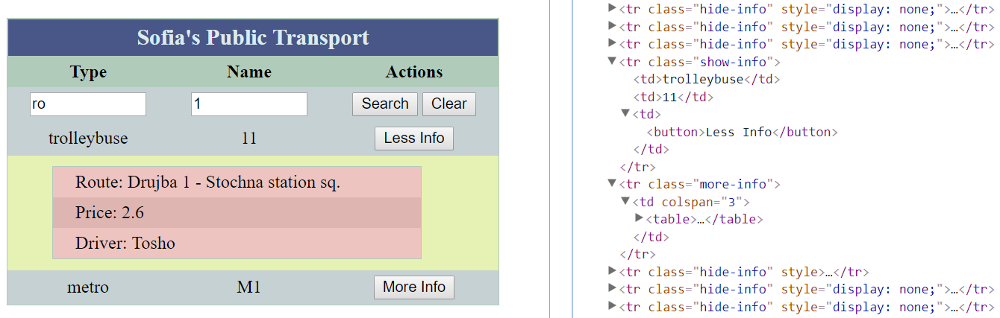 Sofia's Public Transport
Type Name Actions
ro 1 Search Clear
trolleybuse 11 Less Info
Route: Drujba 1 - Stochna station sq.
Price: 2.6
Driver: Tosho
metro M1 More Info
<tr class="hide-info" style="display: none;">…</tr>
<tr class="hide-info" style="display: none;">…</tr>
<tr class="hide-info" style="display: none;">…</tr>
<tr class="show-info">
<td>trolleybuse</td>
<td>11</td>
<td>
<button>Less Info</button>
</td>
</tr>
<tr class="more-info">
<td colspan="3">
<table>…</table>
</td>
</tr>
<tr class="hide-info" style>…</tr>
<tr class="hide-info" style="display: none;">…</tr>
<tr class="hide-info" style="display: none;">…</tr>